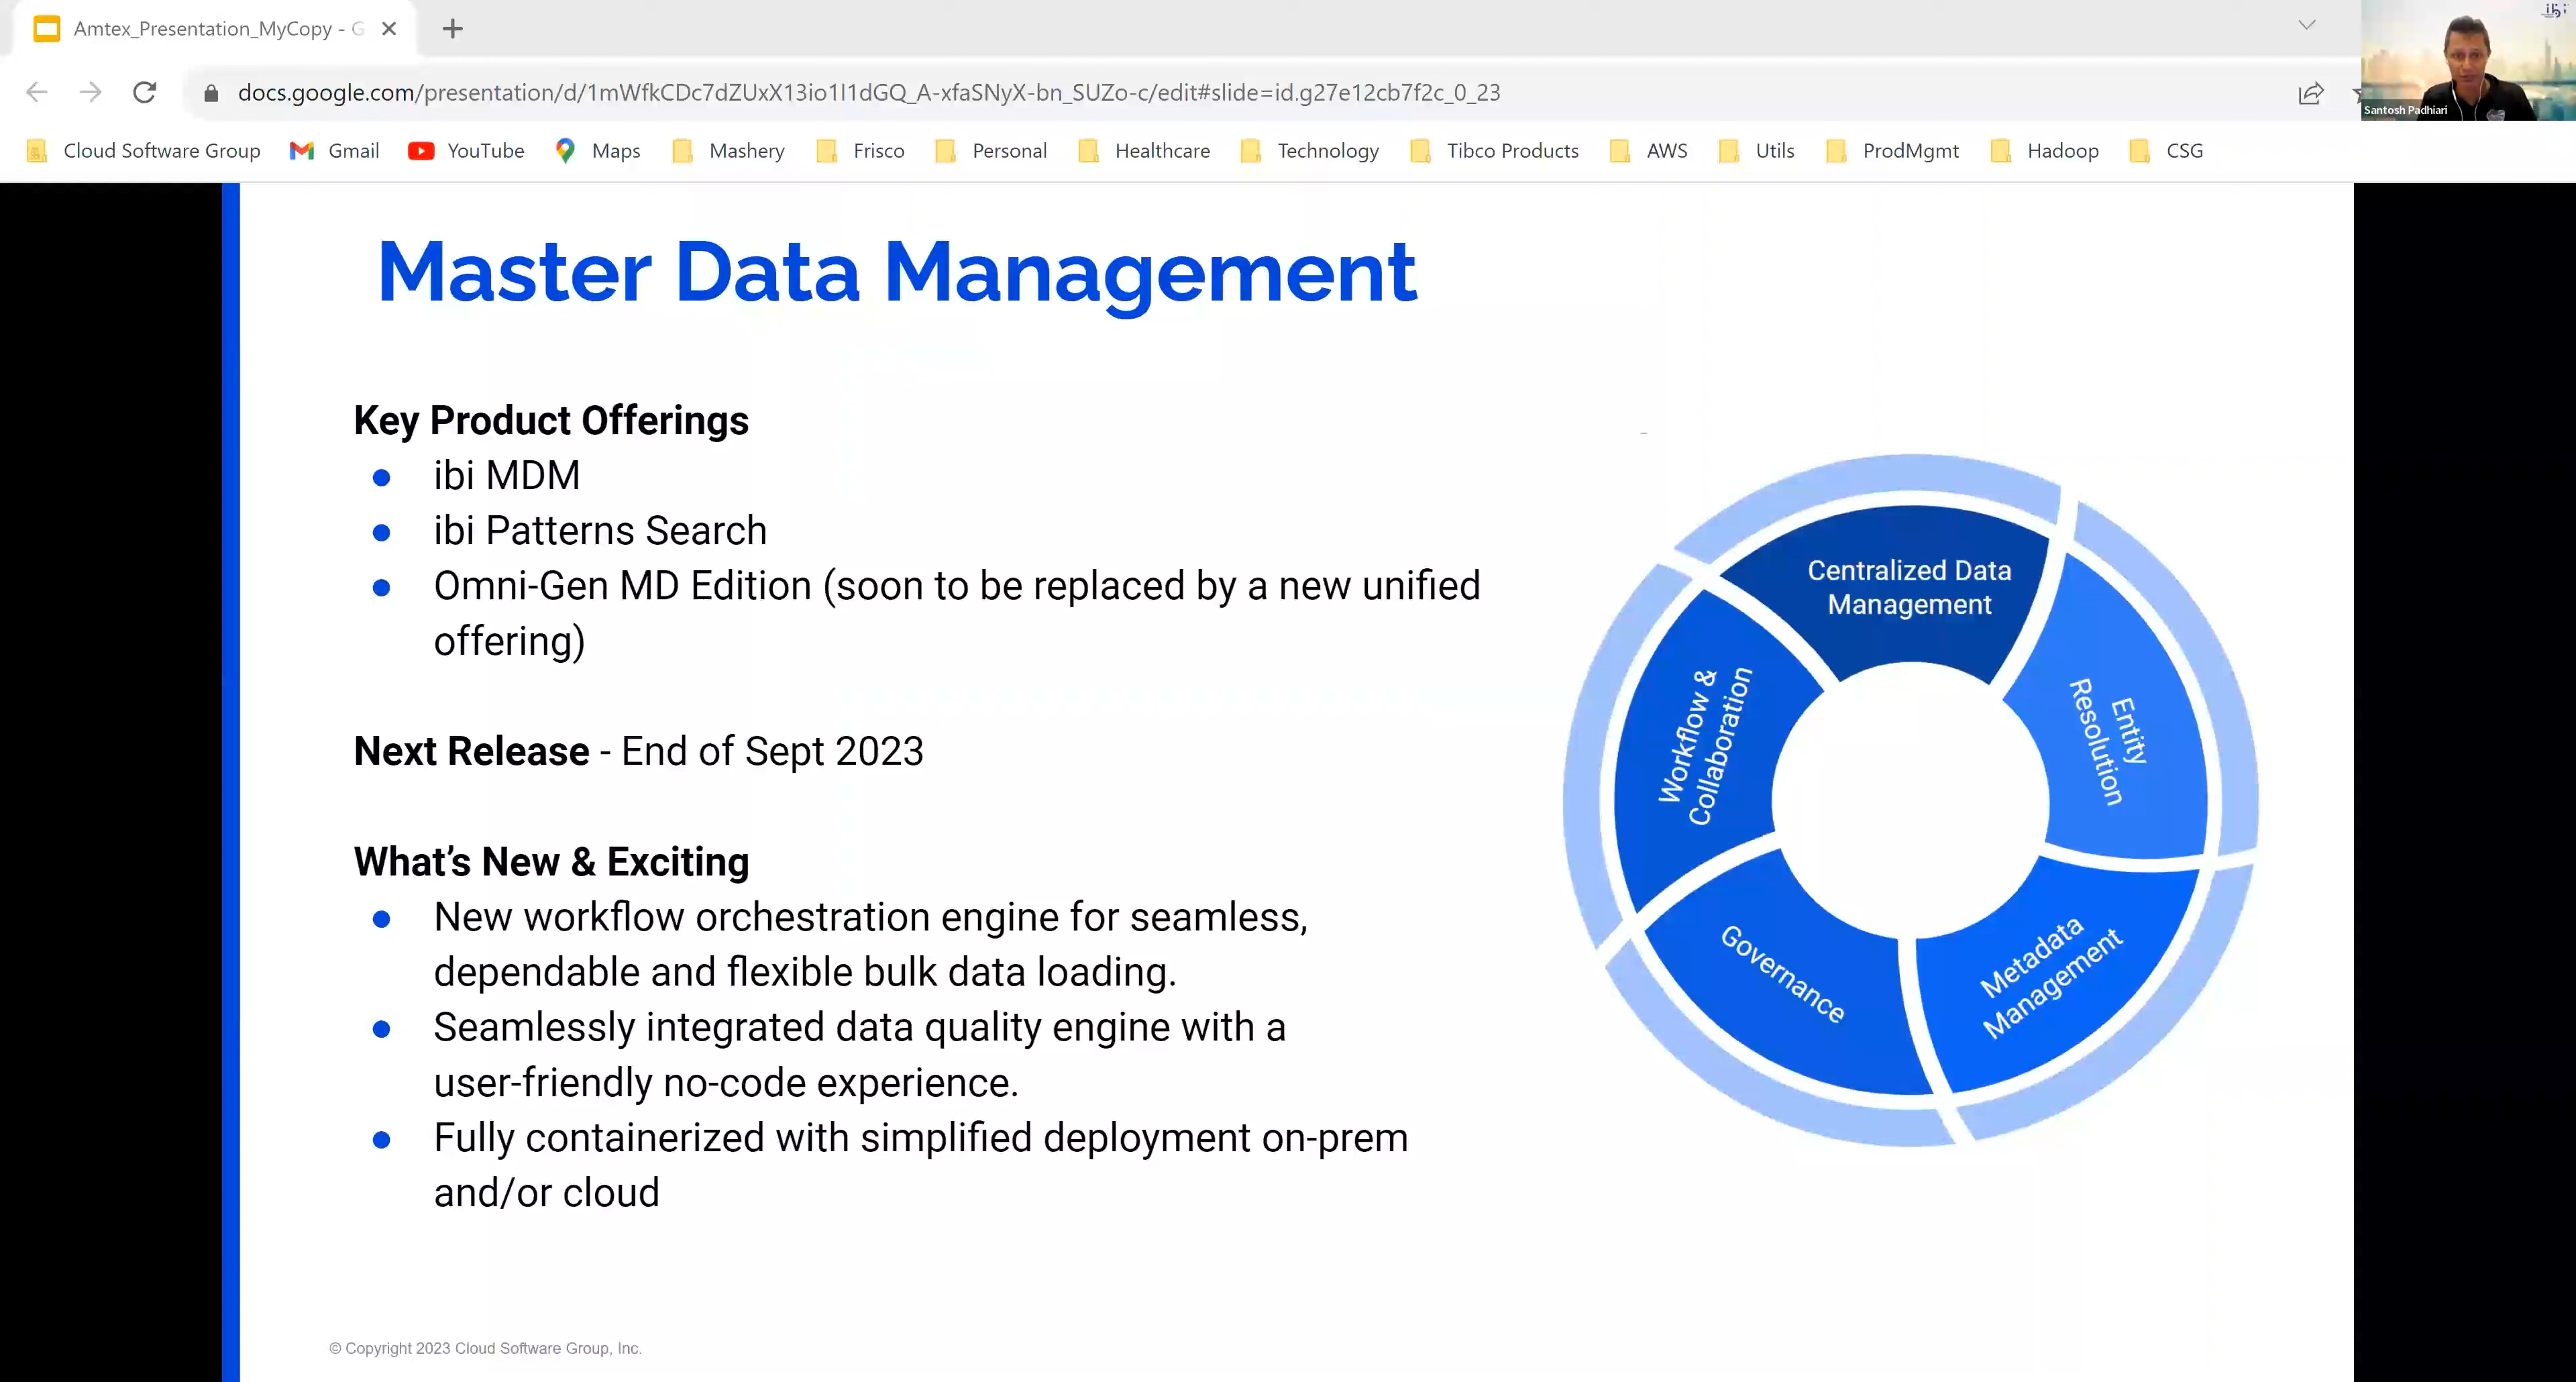 Amtex_Presentation_MyCopy - G
docs.google.com/presentation/d/1mWfkCDc7dZUxX13io1l1dGQ_A-xfaSNyX-bn_SUZo-c/edit#slide=id.g27e12cb7f2c_0_23
ibi
Santosh Padhiari
Cloud Software Group
Gmail
YouTube
Maps
Mashery
Frisco
Personal
Healthcare
Technology
Tibco Products
AWS
Utils
ProdMgmt
Hadoop
CSG
Master Data Management
Key Product Offerings
● ibi MDM
● ibi Patterns Search
● Omni-Gen MD Edition (soon to be replaced by a new unified
offering)
Next Release - End of Sept 2023
What’s New & Exciting
● New workflow orchestration engine for seamless,
dependable and flexible bulk data loading.
● Seamlessly integrated data quality engine with a
user-friendly no-code experience.
● Fully containerized with simplified deployment on-prem
and/or cloud
Centralized Data
Management
Entity
Resolution
Metadata
Management
Governance
Workflow &
Collaboration
© Copyright 2023 Cloud Software Group, Inc.